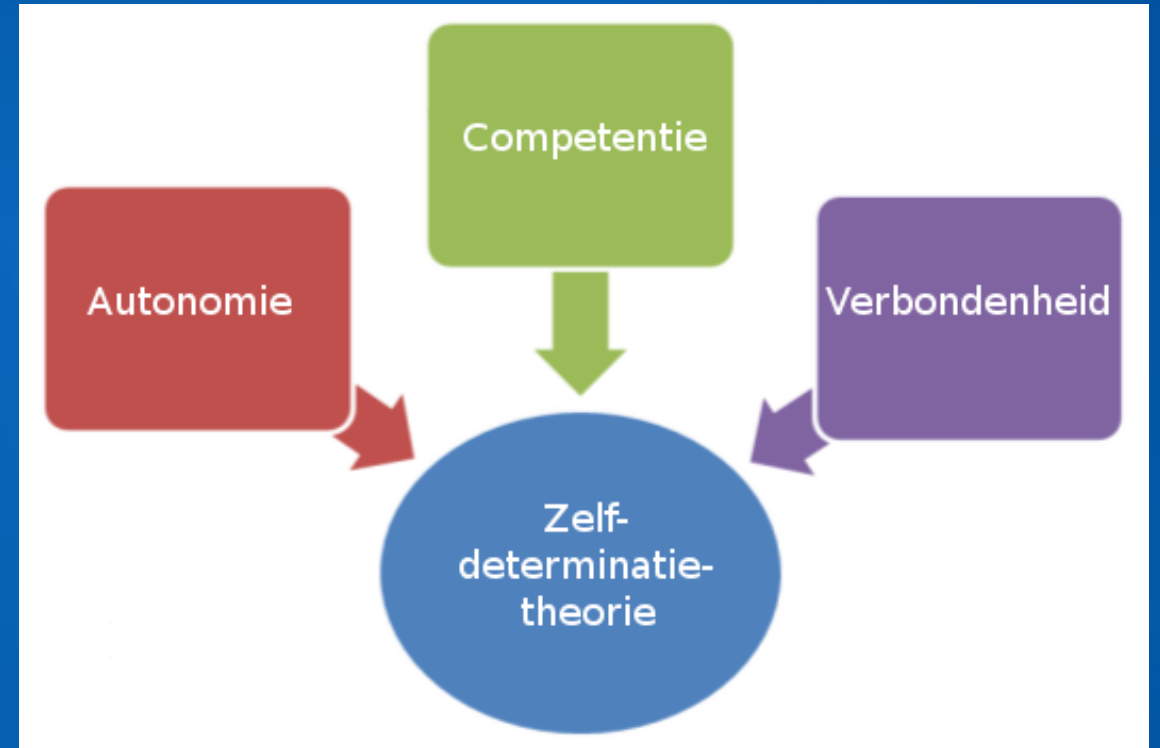 Competentie
Autonomie
Verbondenheid
Zelf-
determinatie-
theorie